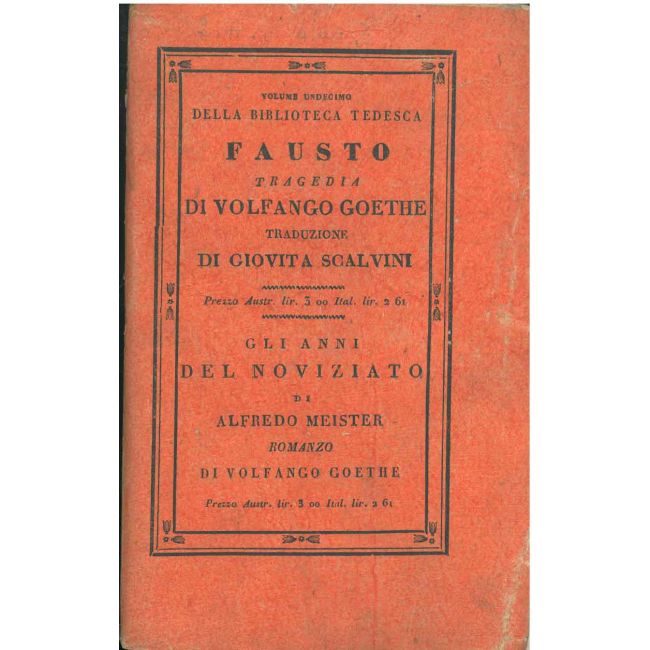 VOLUME UNDECIMO
DELLA BIBLIOTECA TEDESCA
FAUSTO
TRAGEDIA
DI VOLFANGO GOETHE
TRADUZIONE
DI GIOVITA SCALVINI
Prezzo Austr. lir. 3 00 Ital. lir. 2 61
GLI ANNI
DEL NOVIZIATO
DI
ALFREDO MEISTER
ROMANZO
DI VOLFANGO GOETHE
Prezzo Austr. lir. 3 00 Ital. lir. 2 61